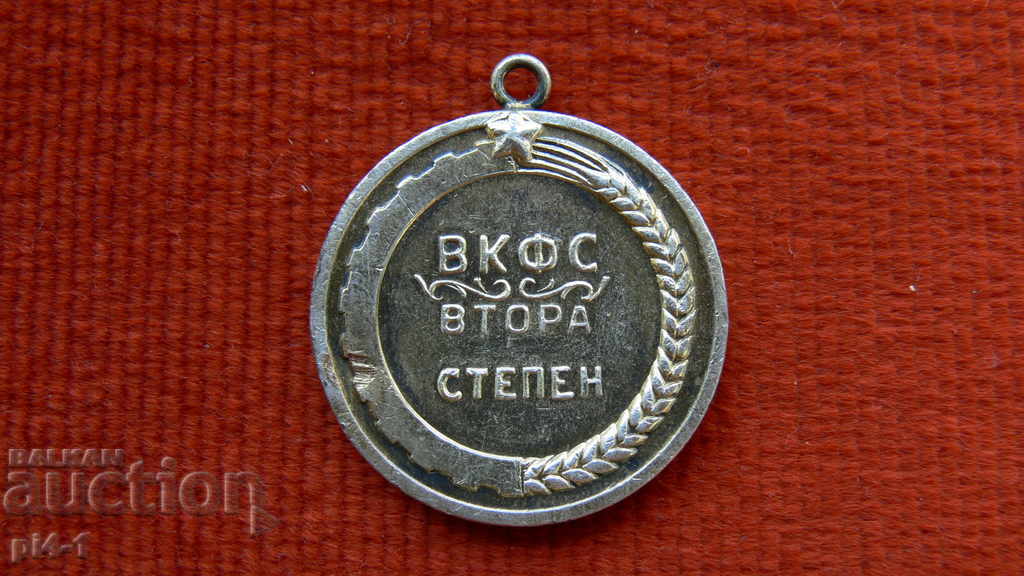 ВКФС
ВТОРА
СТЕПЕН
BALKAN
auction
pl4-1